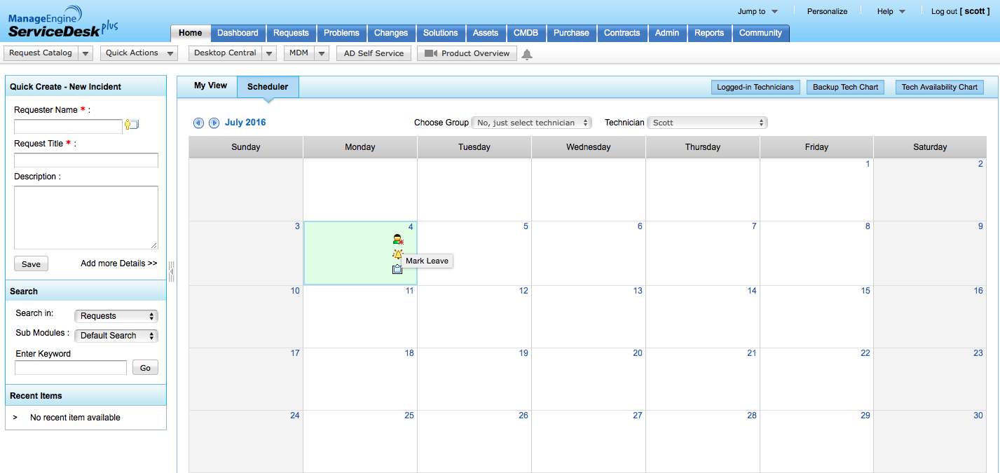 ManageEngine
ServiceDesk plus
Jump to
Personalize
Help
Log out [ scott ]
Home
Dashboard
Requests
Problems
Changes
Solutions
Assets
CMDB
Purchase
Contracts
Admin
Reports
Community
Request Catalog
Quick Actions
Desktop Central
MDM
AD Self Service
Product Overview
Quick Create - New Incident
Requester Name * :
Request Title * :
Description :
Save
Add more Details >>
Search
Search in:
Requests
Sub Modules :
Default Search
Enter Keyword
Go
Recent Items
> No recent item available
My View
Scheduler
Logged-in Technicians
Backup Tech Chart
Tech Availability Chart
July 2016
Choose Group
No, just select technician
Technician
Scott
Sunday
Monday
Tuesday
Wednesday
Thursday
Friday
Saturday
1
2
3
4
5
6
7
8
9
Mark Leave
10
11
12
13
14
15
16
17
18
19
20
21
22
23
24
25
26
27
28
29
30